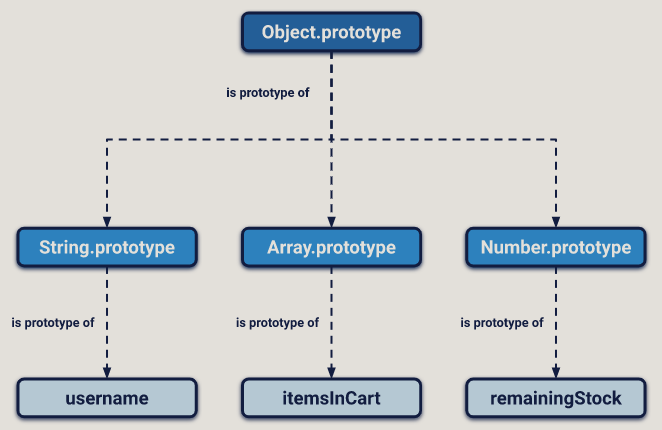 Object.prototype
is prototype of
String.prototype
Array.prototype
Number.prototype
is prototype of
is prototype of
is prototype of
username
itemsInCart
remainingStock